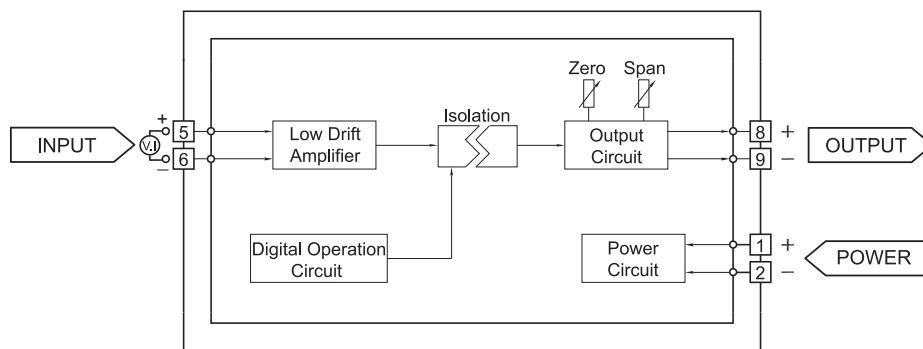 Zero Span
Isolation
+
INPUT
V.I
5
6
−
Low Drift
Amplifier
Output
Circuit
8 +
9 −
OUTPUT
Digital Operation
Circuit
Power
Circuit
1 +
2 −
POWER